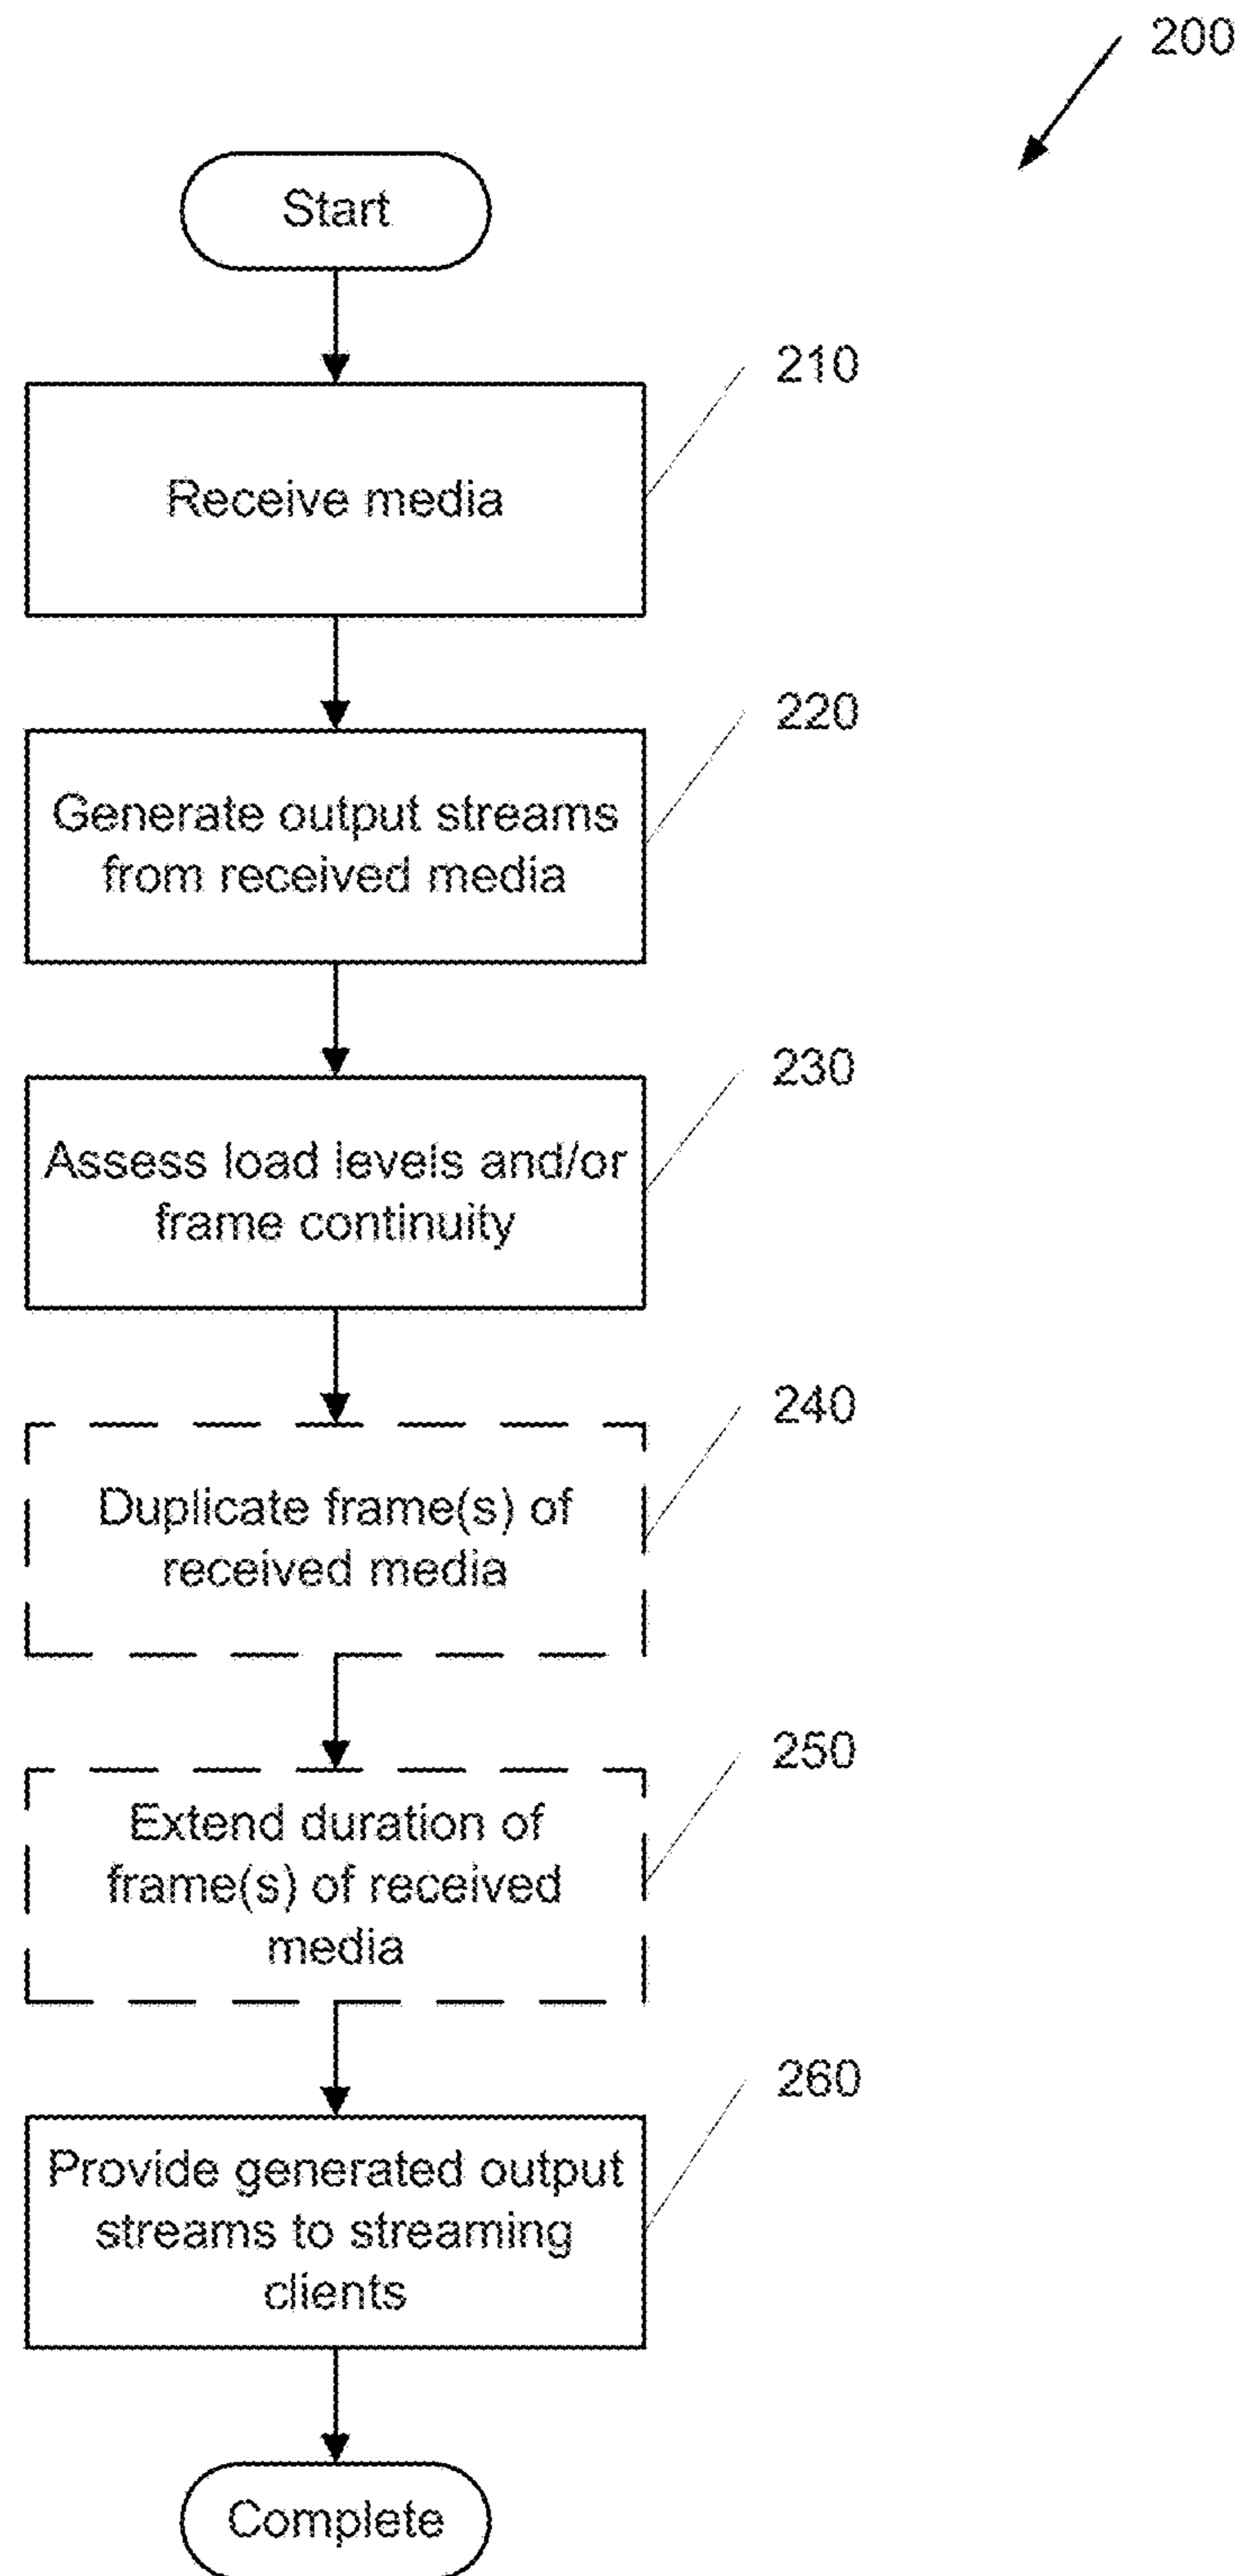 200
Start
210
Receive media
220
Generate output streams
from received media
230
Assess load levels and/or
frame continuity
240
Duplicate frame(s) of
received media
250
Extend duration of
frame(s) of received
media
260
Provide generated output
streams to streaming
clients
Complete